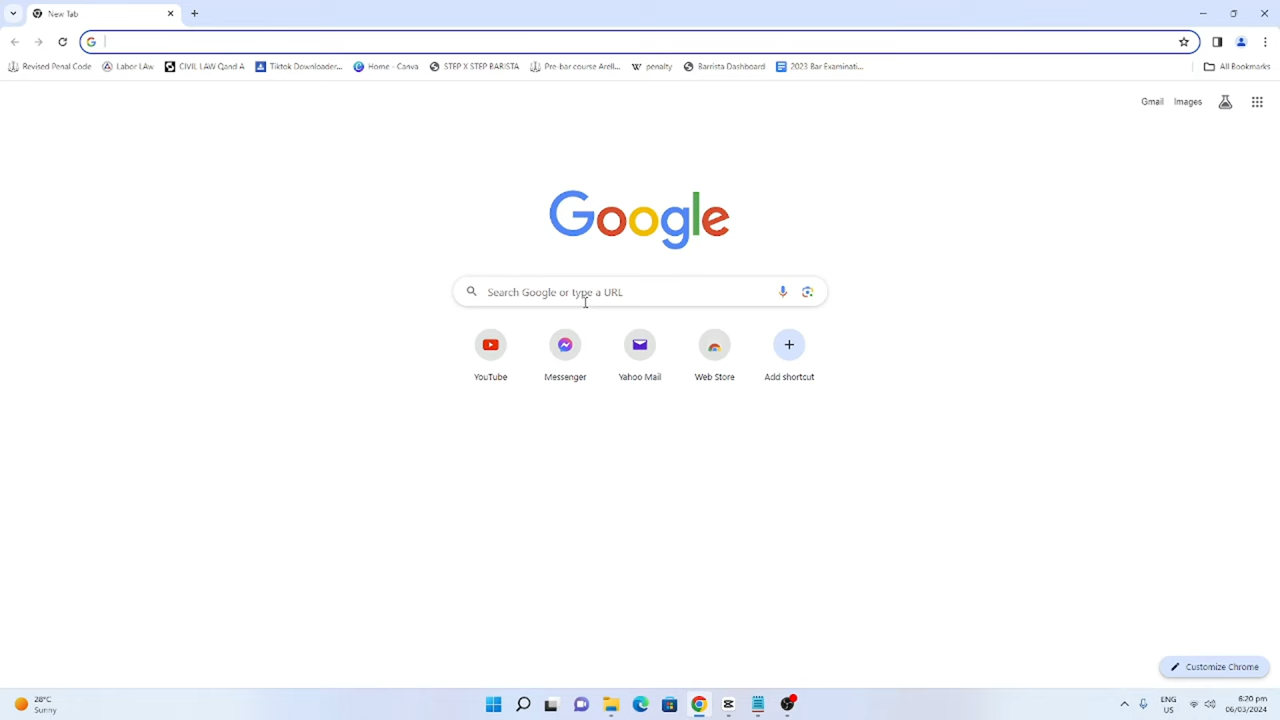 New Tab
Revised Penal Code
Labor LAw
CIVIL LAW Qand A
Tiktok Downloader...
Home - Canva
STEP X STEP BARISTA
Pre-bar course Arell...
W penalty
Barrista Dashboard
2023 Bar Examinati...
All Bookmarks
Gmail
Images
Google
Search Google or type a URL
YouTube
Messenger
Yahoo Mail
Web Store
Add shortcut
Customize Chrome
28°C
Sunny
ENG
US
6:20 pm
06/03/2024